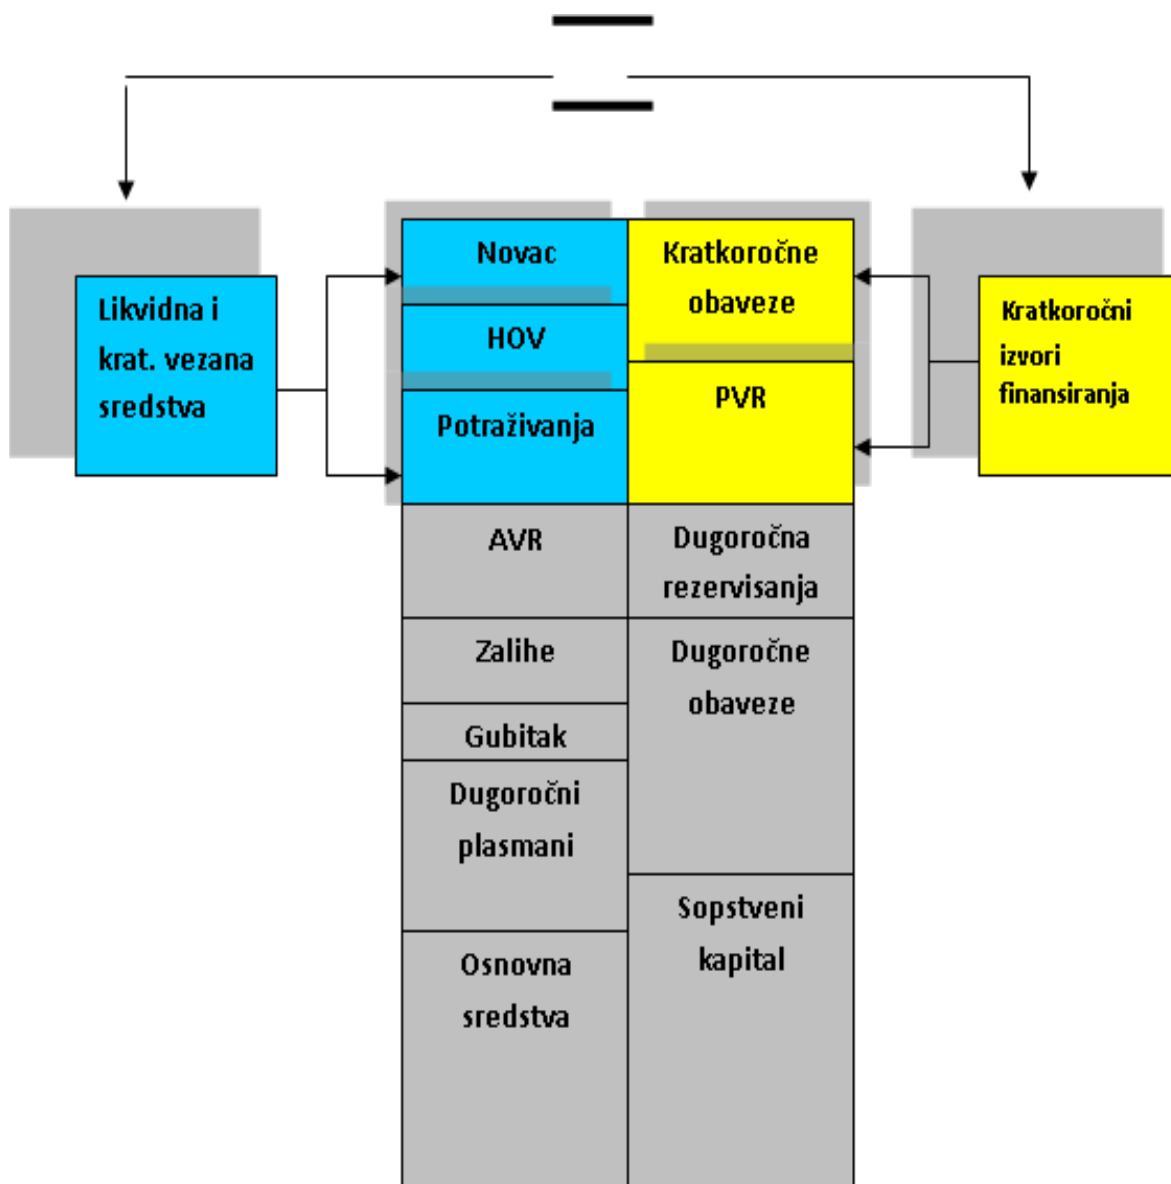 Likvidna i
krat. vezana
sredstva
Novac
HOV
Potraživanja
AVR
Zalihe
Gubitak
Dugoročni
plasmani
Osnovna
sredstva
Kratkoročne
obaveze
PVR
Dugoročna
rezervisanja
Dugoročne
obaveze
Sopstveni
kapital
Kratkoročni
izvori
finansiranja